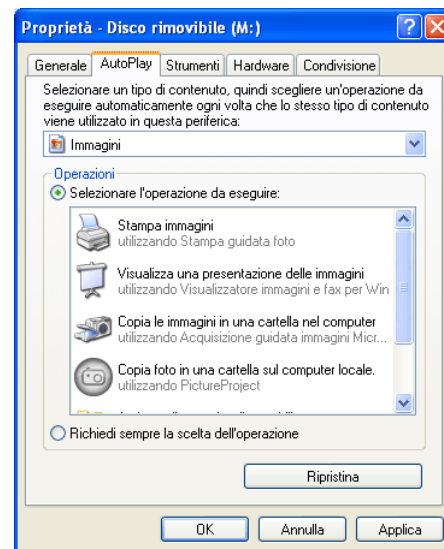 Proprietà - Disco rimovibile (M:)
Generale AutoPlay Strumenti Hardware Condivisione
Selezionare un tipo di contenuto, quindi scegliere un'operazione da
eseguire automaticamente ogni volta che lo stesso tipo di contenuto
viene utilizzato in questa periferica:
Immagini
Operazioni
Selezionare l'operazione da eseguire:
Stampa immagini
utilizzando Stampa guidata foto
Visualizza una presentazione delle immagini
utilizzando Visualizzatore immagini e fax per Win
Copia le immagini in una cartella nel computer
utilizzando Acquisizione guidata immagini Micr...
Copia foto in una cartella sul computer locale.
utilizzando PictureProject
Richiedi sempre la scelta dell'operazione
Ripristina
OK Annulla Applica